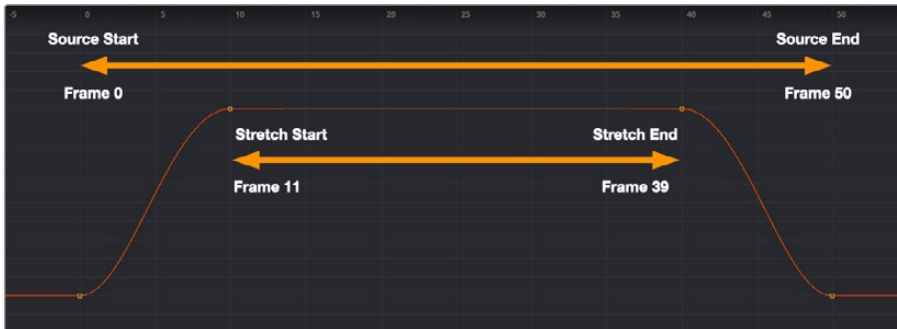 -5 0 5 10 15 20 25 30 35 40 45 50
Source Start Source End
Frame 0 Frame 50
Stretch Start Stretch End
Frame 11 Frame 39